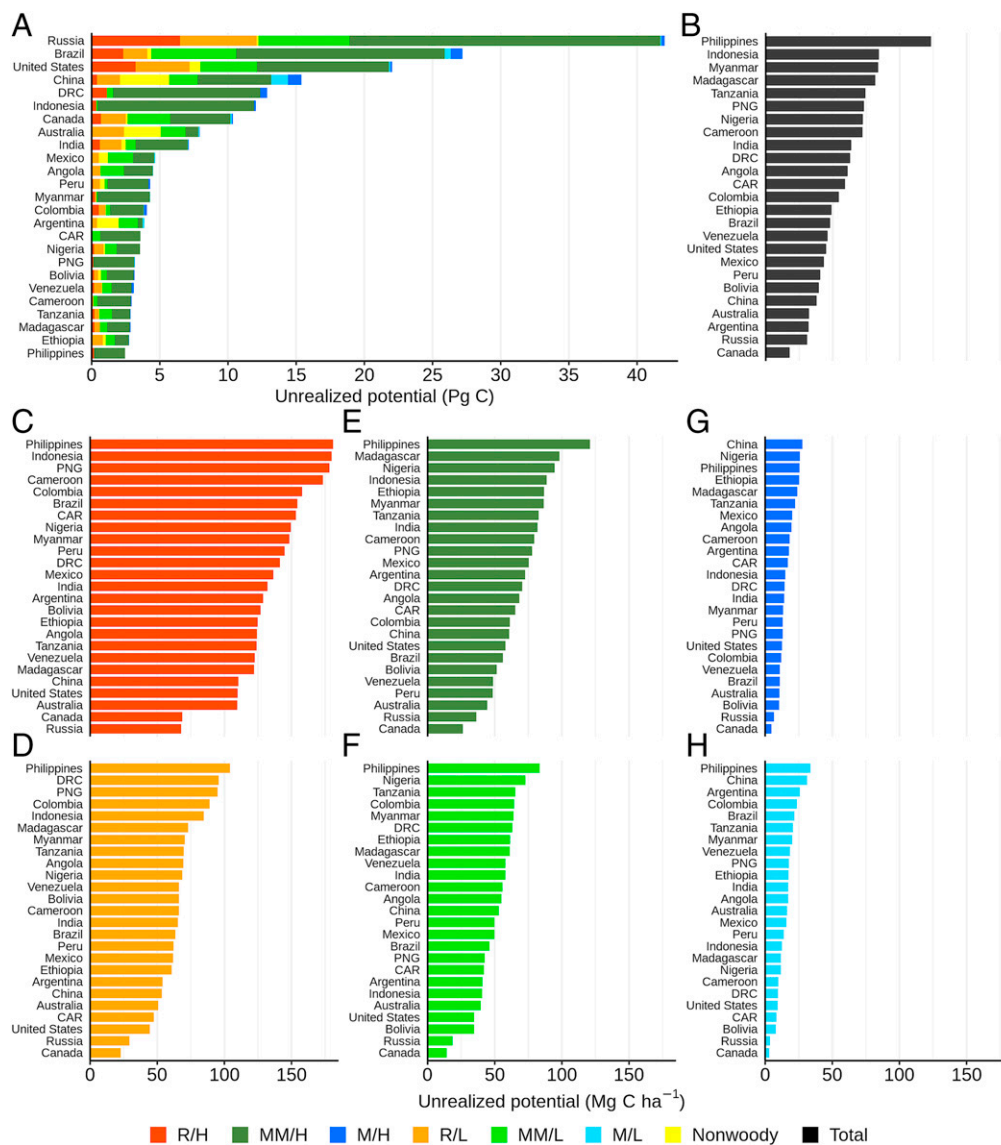 A
Russia
Brazil
United States
China
DRC
Indonesia
Canada
Australia
India
Mexico
Angola
Peru
Myanmar
Colombia
Argentina
CAR
Nigeria
PNG
Bolivia
Venezuela
Cameroon
Tanzania
Madagascar
Ethiopia
Philippines
0 5 10 15 20 25 30 35 40
Unrealized potential (Pg C)
B
Philippines
Indonesia
Myanmar
Madagascar
Tanzania
PNG
Nigeria
Cameroon
India
DRC
Angola
CAR
Colombia
Ethiopia
Brazil
Venezuela
United States
Mexico
Peru
Bolivia
China
Australia
Argentina
Russia
Canada
C
Philippines
Indonesia
PNG
Cameroon
Colombia
Brazil
CAR
Nigeria
Myanmar
Peru
DRC
Mexico
India
Argentina
Bolivia
Ethiopia
Angola
Tanzania
Venezuela
Madagascar
China
United States
Australia
Canada
Russia
E
Philippines
Madagascar
Nigeria
Indonesia
Ethiopia
Myanmar
Tanzania
India
Cameroon
PNG
Mexico
Argentina
DRC
Angola
CAR
Colombia
China
United States
Brazil
Bolivia
Venezuela
Peru
Australia
Russia
Canada
G
China
Nigeria
Philippines
Ethiopia
Madagascar
Tanzania
Mexico
Angola
Cameroon
Argentina
CAR
Indonesia
DRC
India
Myanmar
Peru
PNG
United States
Colombia
Venezuela
Brazil
Australia
Bolivia
Russia
Canada
D
Philippines
DRC
PNG
Colombia
Indonesia
Madagascar
Myanmar
Tanzania
Angola
Nigeria
Venezuela
Bolivia
Cameroon
India
Brazil
Peru
Mexico
Ethiopia
Argentina
China
Australia
CAR
United States
Russia
Canada
0 50 100 150
F
Philippines
Nigeria
Tanzania
Colombia
Myanmar
DRC
Ethiopia
Madagascar
Venezuela
India
Cameroon
Angola
China
Peru
Mexico
Brazil
PNG
CAR
Argentina
Indonesia
Australia
United States
Bolivia
Russia
Canada
0 50 100 150
H
Philippines
China
Argentina
Colombia
Brazil
Tanzania
Myanmar
Venezuela
PNG
Ethiopia
India
Angola
Australia
Mexico
Peru
Indonesia
Madagascar
Nigeria
Cameroon
DRC
United States
CAR
Bolivia
Russia
Canada
0 50 100 150
Unrealized potential (Mg C ha⁻¹)
R/H MM/H M/H R/L MM/L M/L Nonwoody Total